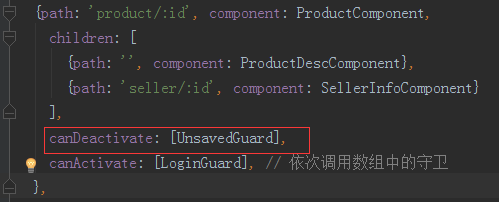 {path: 'product/:id', component: ProductComponent,
children: [
{path: '', component: ProductDescComponent},
{path: 'seller/:id', component: SellerInfoComponent}
],
canDeactivate: [UnsavedGuard],
canActivate: [LoginGuard], // 依次调用数组中的守卫
},